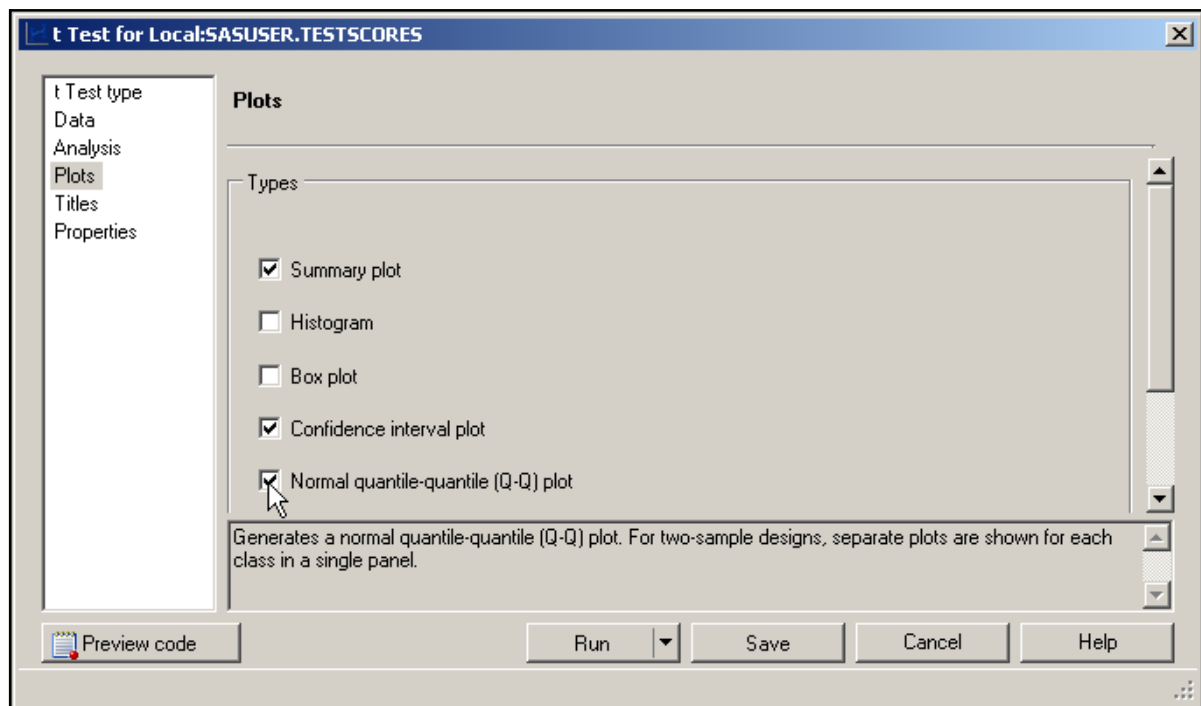 t Test for Local:SASUSER.TESTSCORES
t Test type
Data
Analysis
Plots
Titles
Properties
Plots
Types
Summary plot
Histogram
Box plot
Confidence interval plot
Normal quantile-quantile (Q-Q) plot
Generates a normal quantile-quantile (Q-Q) plot. For two-sample designs, separate plots are shown for each
class in a single panel.
Preview code
Run
Save
Cancel
Help